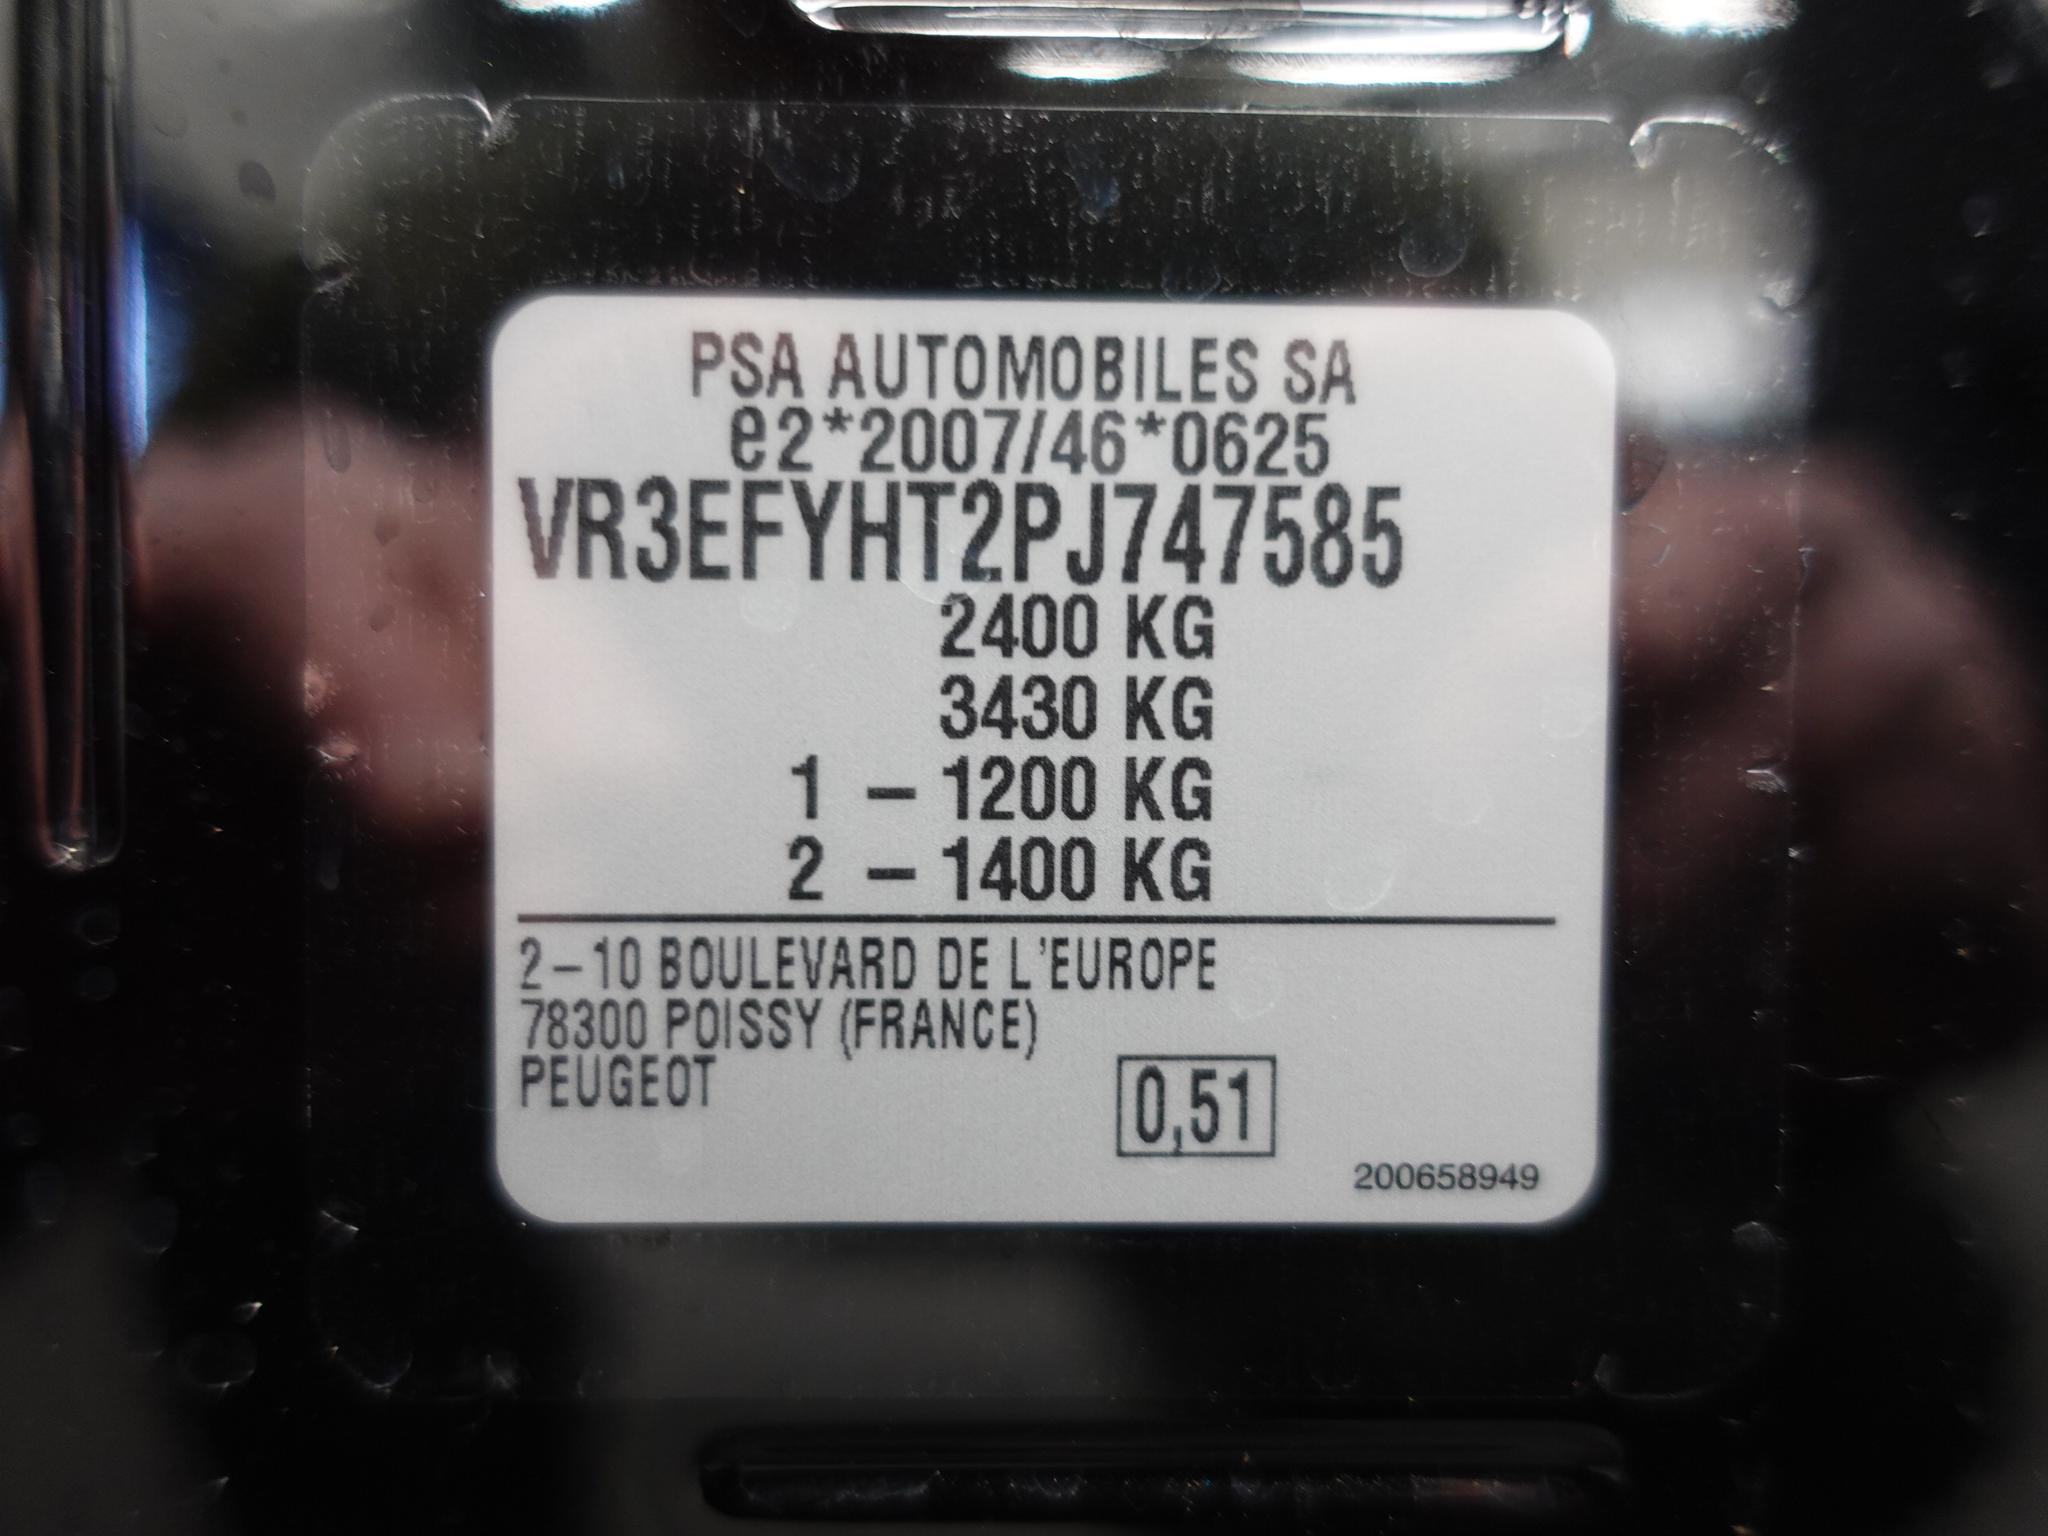 PSA AUTOMOBILES SA
e2*2007/46*0625
VR3EFYHT2PJ747585
2400 KG
3430 KG
1 – 1200 KG
2 – 1400 KG
2–10 BOULEVARD DE L'EUROPE
78300 POISSY (FRANCE)
PEUGEOT
0,51
200658949